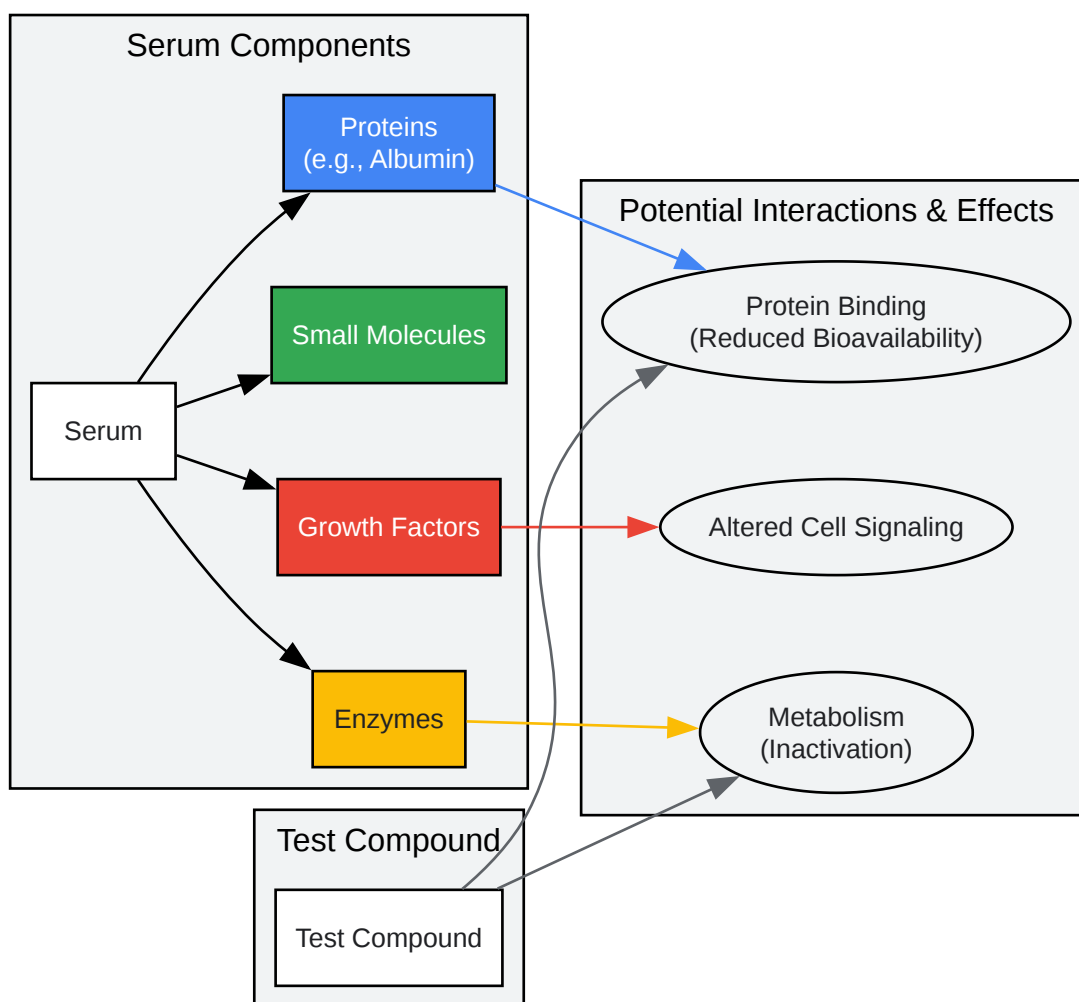 Serum Components
Proteins
(e.g., Albumin)
Small Molecules
Serum
Growth Factors
Enzymes
Potential Interactions & Effects
Protein Binding
(Reduced Bioavailability)
Altered Cell Signaling
Metabolism
(Inactivation)
Test Compound
Test Compound